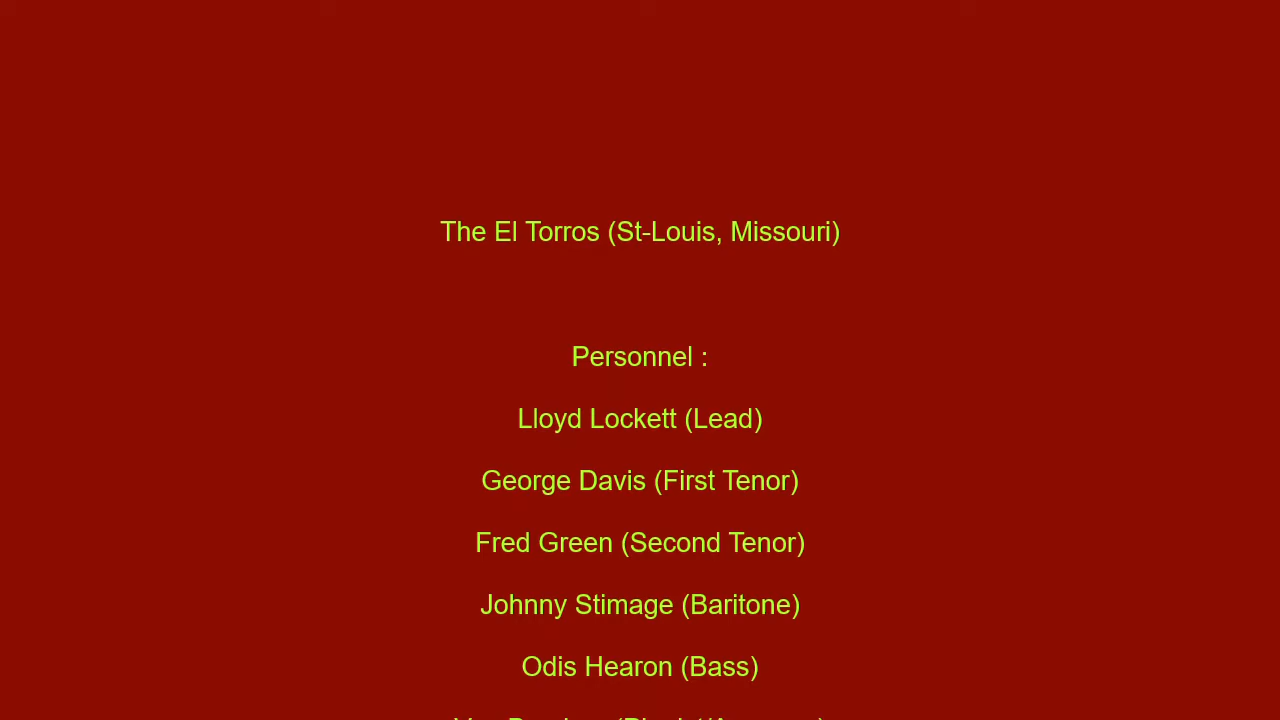 The El Torros (St-Louis, Missouri)
Personnel :
Lloyd Lockett (Lead)
George Davis (First Tenor)
Fred Green (Second Tenor)
Johnny Stimage (Baritone)
Odis Hearon (Bass)